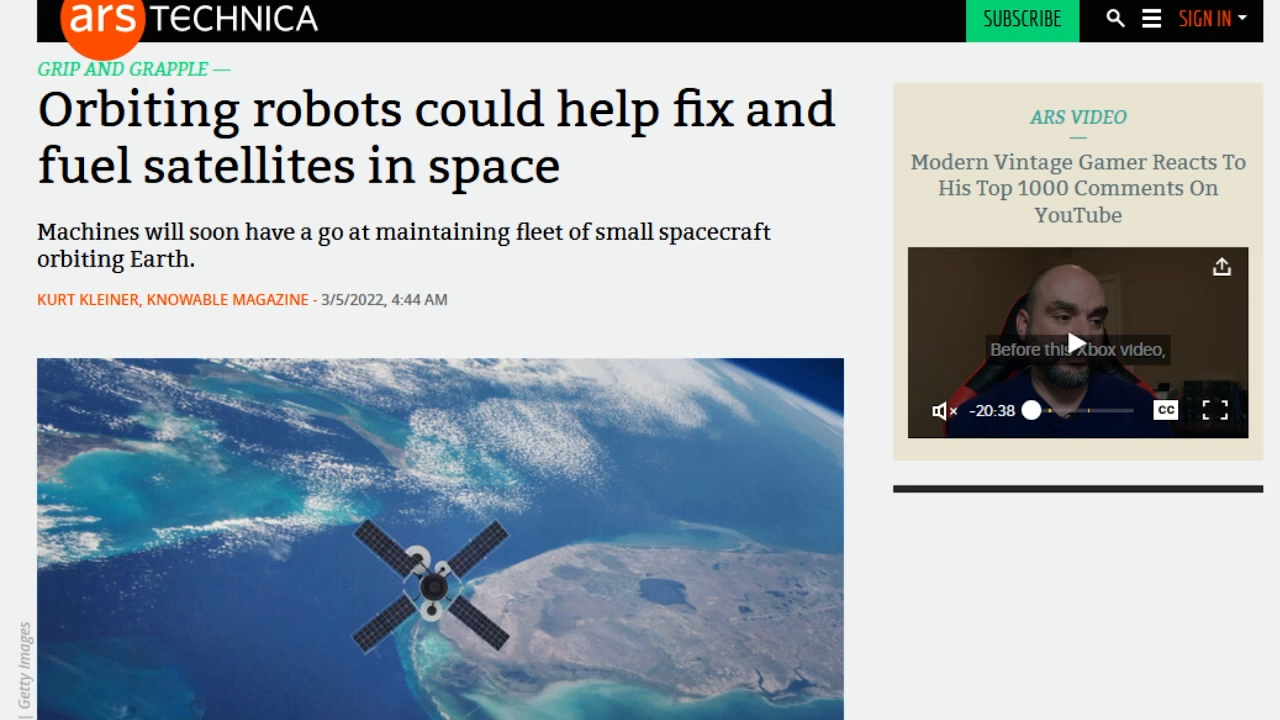 ars TECHNICA
SUBSCRIBE
SIGN IN
GRIP AND GRAPPLE —
Orbiting robots could help fix and
fuel satellites in space
Machines will soon have a go at maintaining fleet of small spacecraft
orbiting Earth.
KURT KLEINER, KNOWABLE MAGAZINE - 3/5/2022, 4:44 AM
| Getty Images
ARS VIDEO
—
Modern Vintage Gamer Reacts To
His Top 1000 Comments On
YouTube
Before this Xbox video,
-20:38
CC